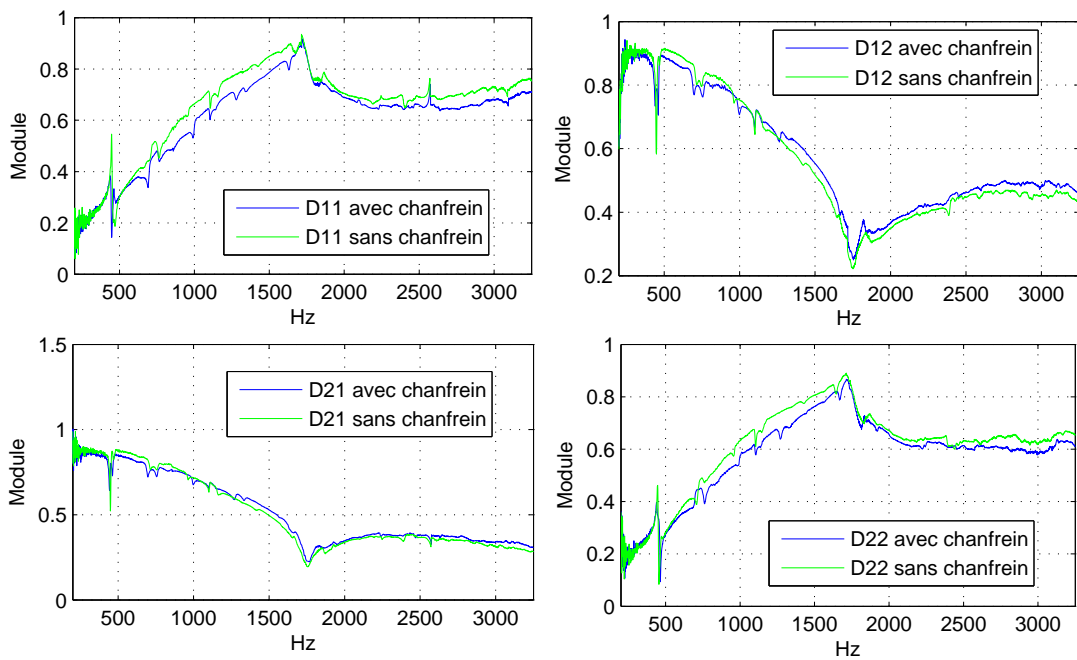 1
0.8
0.6
0.4
0.2
0
Module
500 1000 1500 2000 2500 3000
Hz
D11 avec chanfrein
D11 sans chanfrein
1
0.8
0.6
0.4
0.2
Module
500 1000 1500 2000 2500 3000
Hz
D12 avec chanfrein
D12 sans chanfrein
1.5
1
0.5
0
Module
500 1000 1500 2000 2500 3000
Hz
D21 avec chanfrein
D21 sans chanfrein
1
0.8
0.6
0.4
0.2
0
Module
500 1000 1500 2000 2500 3000
Hz
D22 avec chanfrein
D22 sans chanfrein